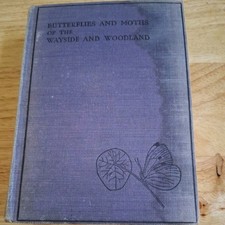 BUTTERFLIES AND MOTHS
OF THE
WAYSIDE AND WOODLAND